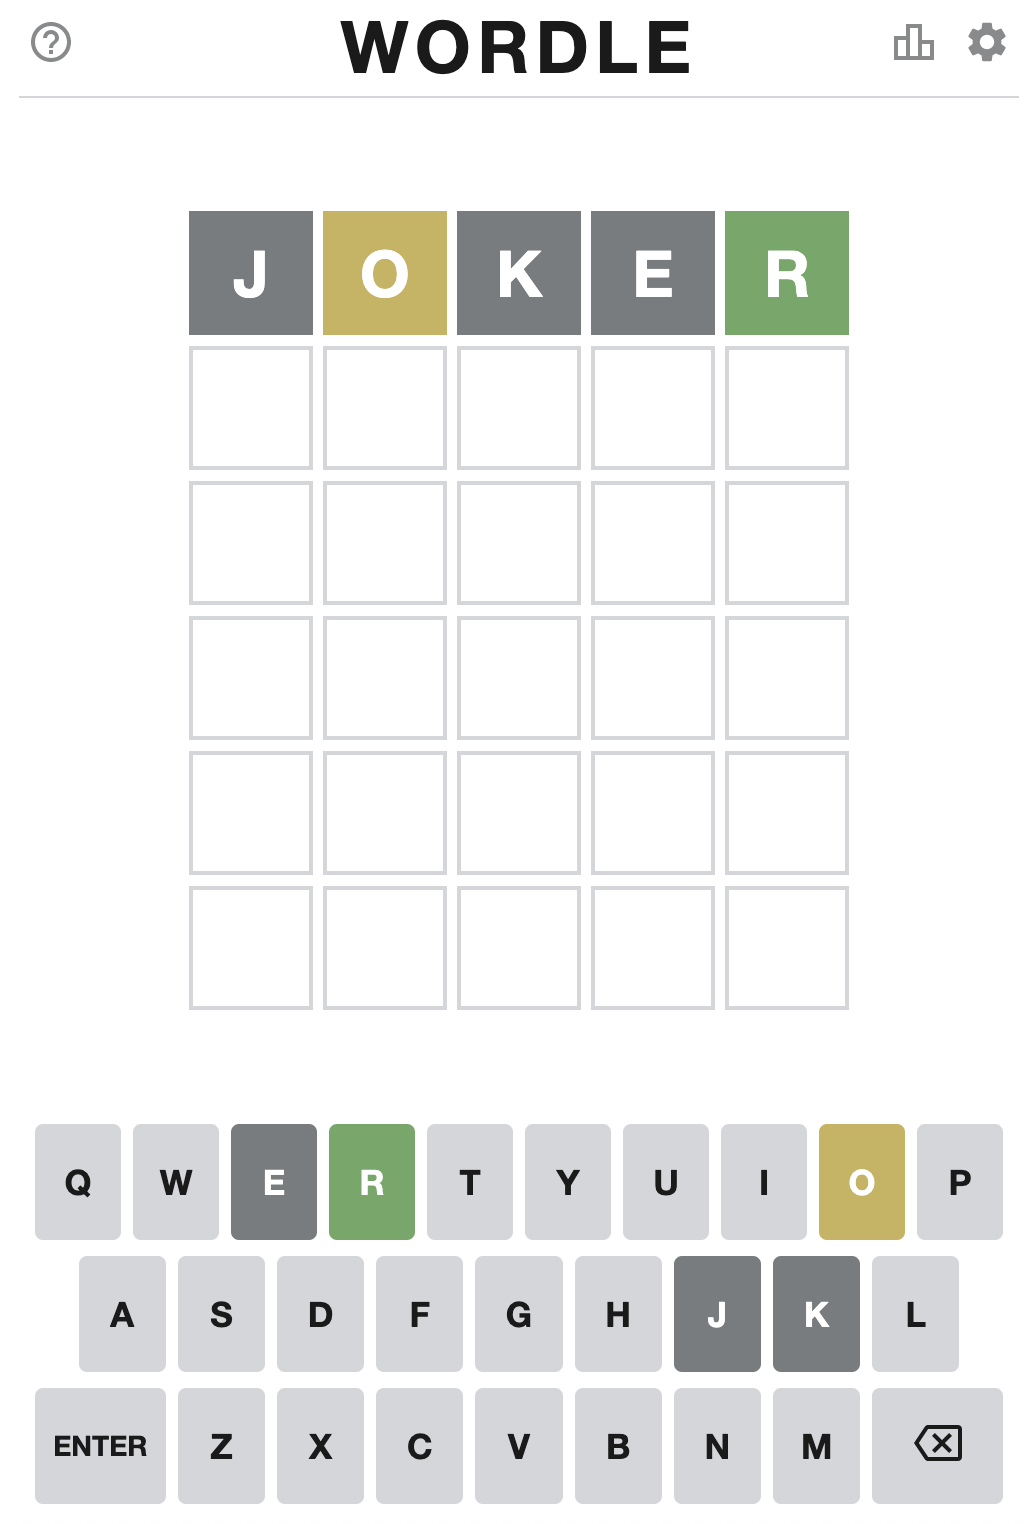 ?
WORDLE
J O K E R
Q W E R T Y U I O P
A S D F G H J K L
ENTER Z X C V B N M